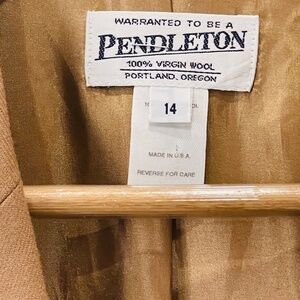 WARRANTED TO BE A
PENDLETON
100% VIRGIN WOOL
PORTLAND, OREGON
14
MADE IN U.S.A.
REVERSE FOR CARE